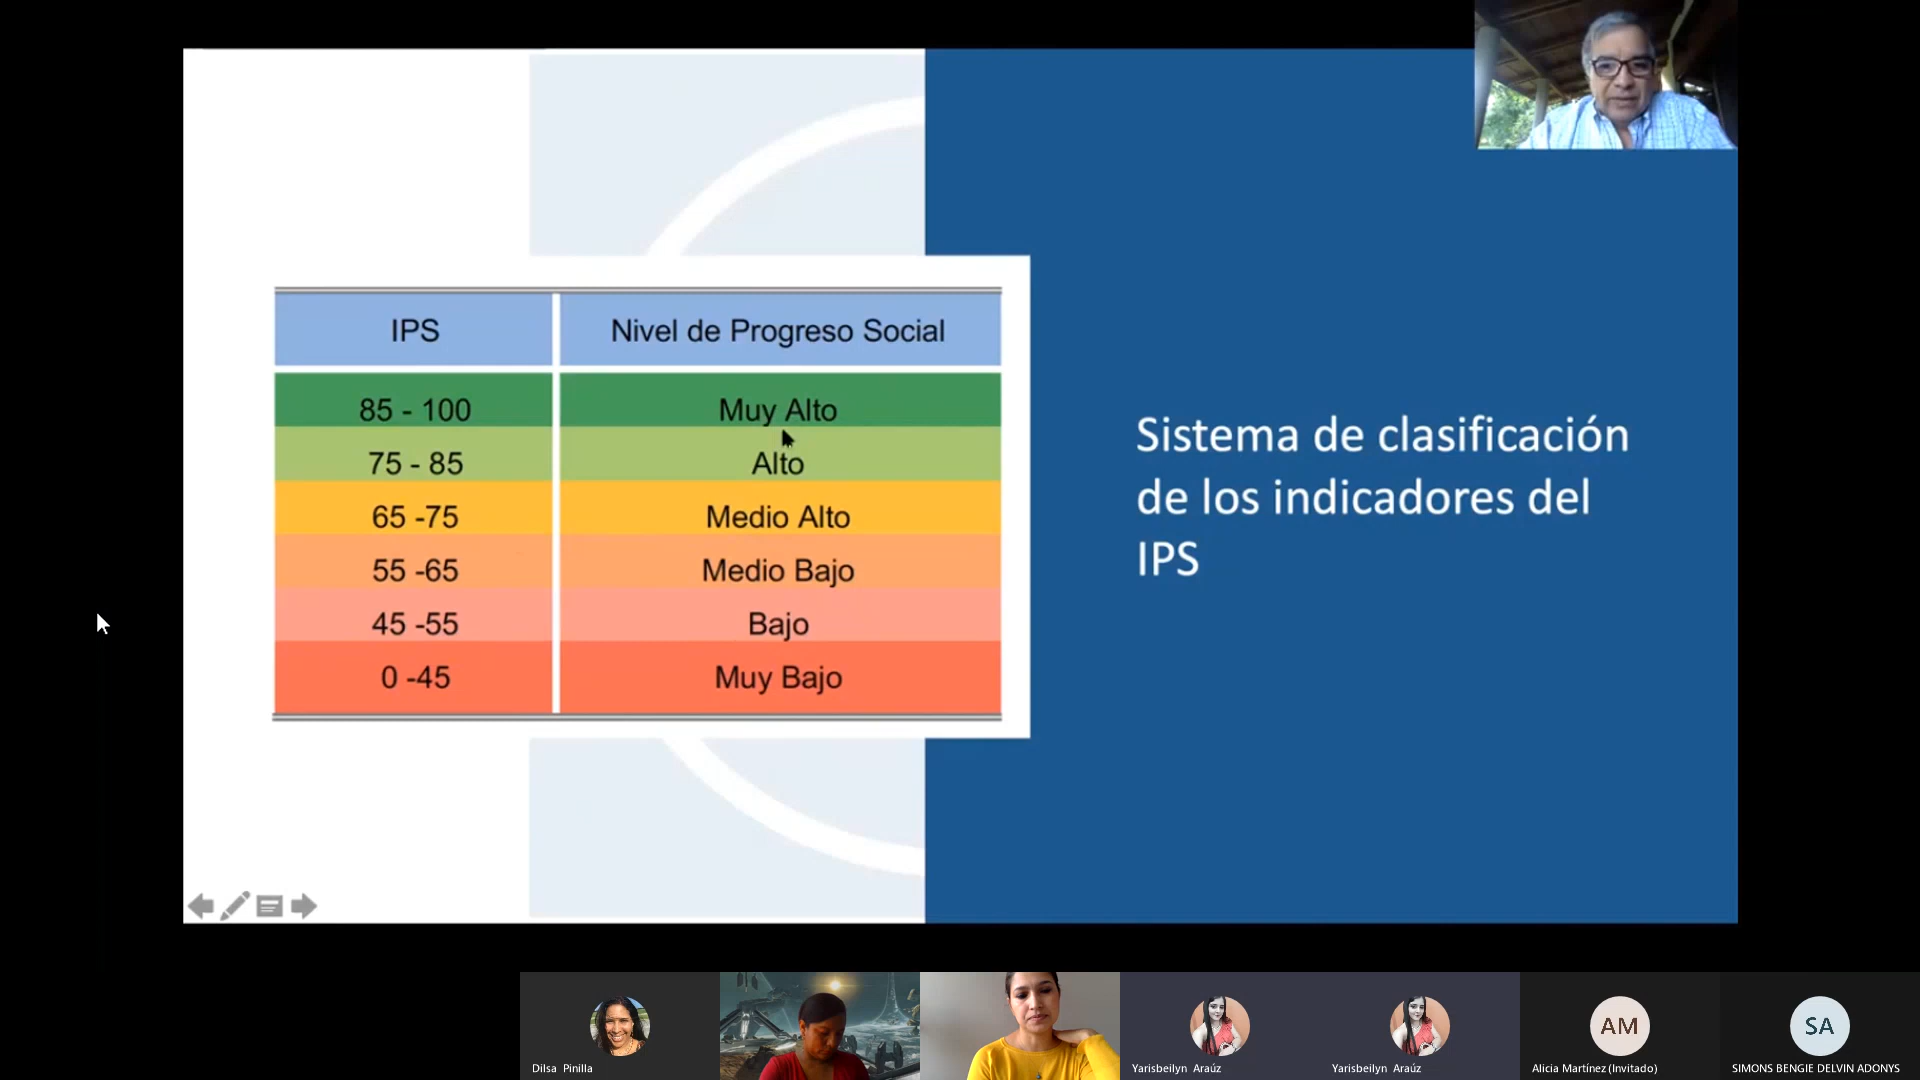 IPS Nivel de Progreso Social
85 - 100 Muy Alto
75 - 85 Alto
65 -75 Medio Alto
55 -65 Medio Bajo
45 -55 Bajo
0 -45 Muy Bajo
Sistema de clasificación
de los indicadores del
IPS
AM
SA
Dilsa Pinilla
Yarisbeilyn Araúz
Yarisbeilyn Araúz
Alicia Martínez (Invitado)
SIMONS BENGIE DELVIN ADONYS